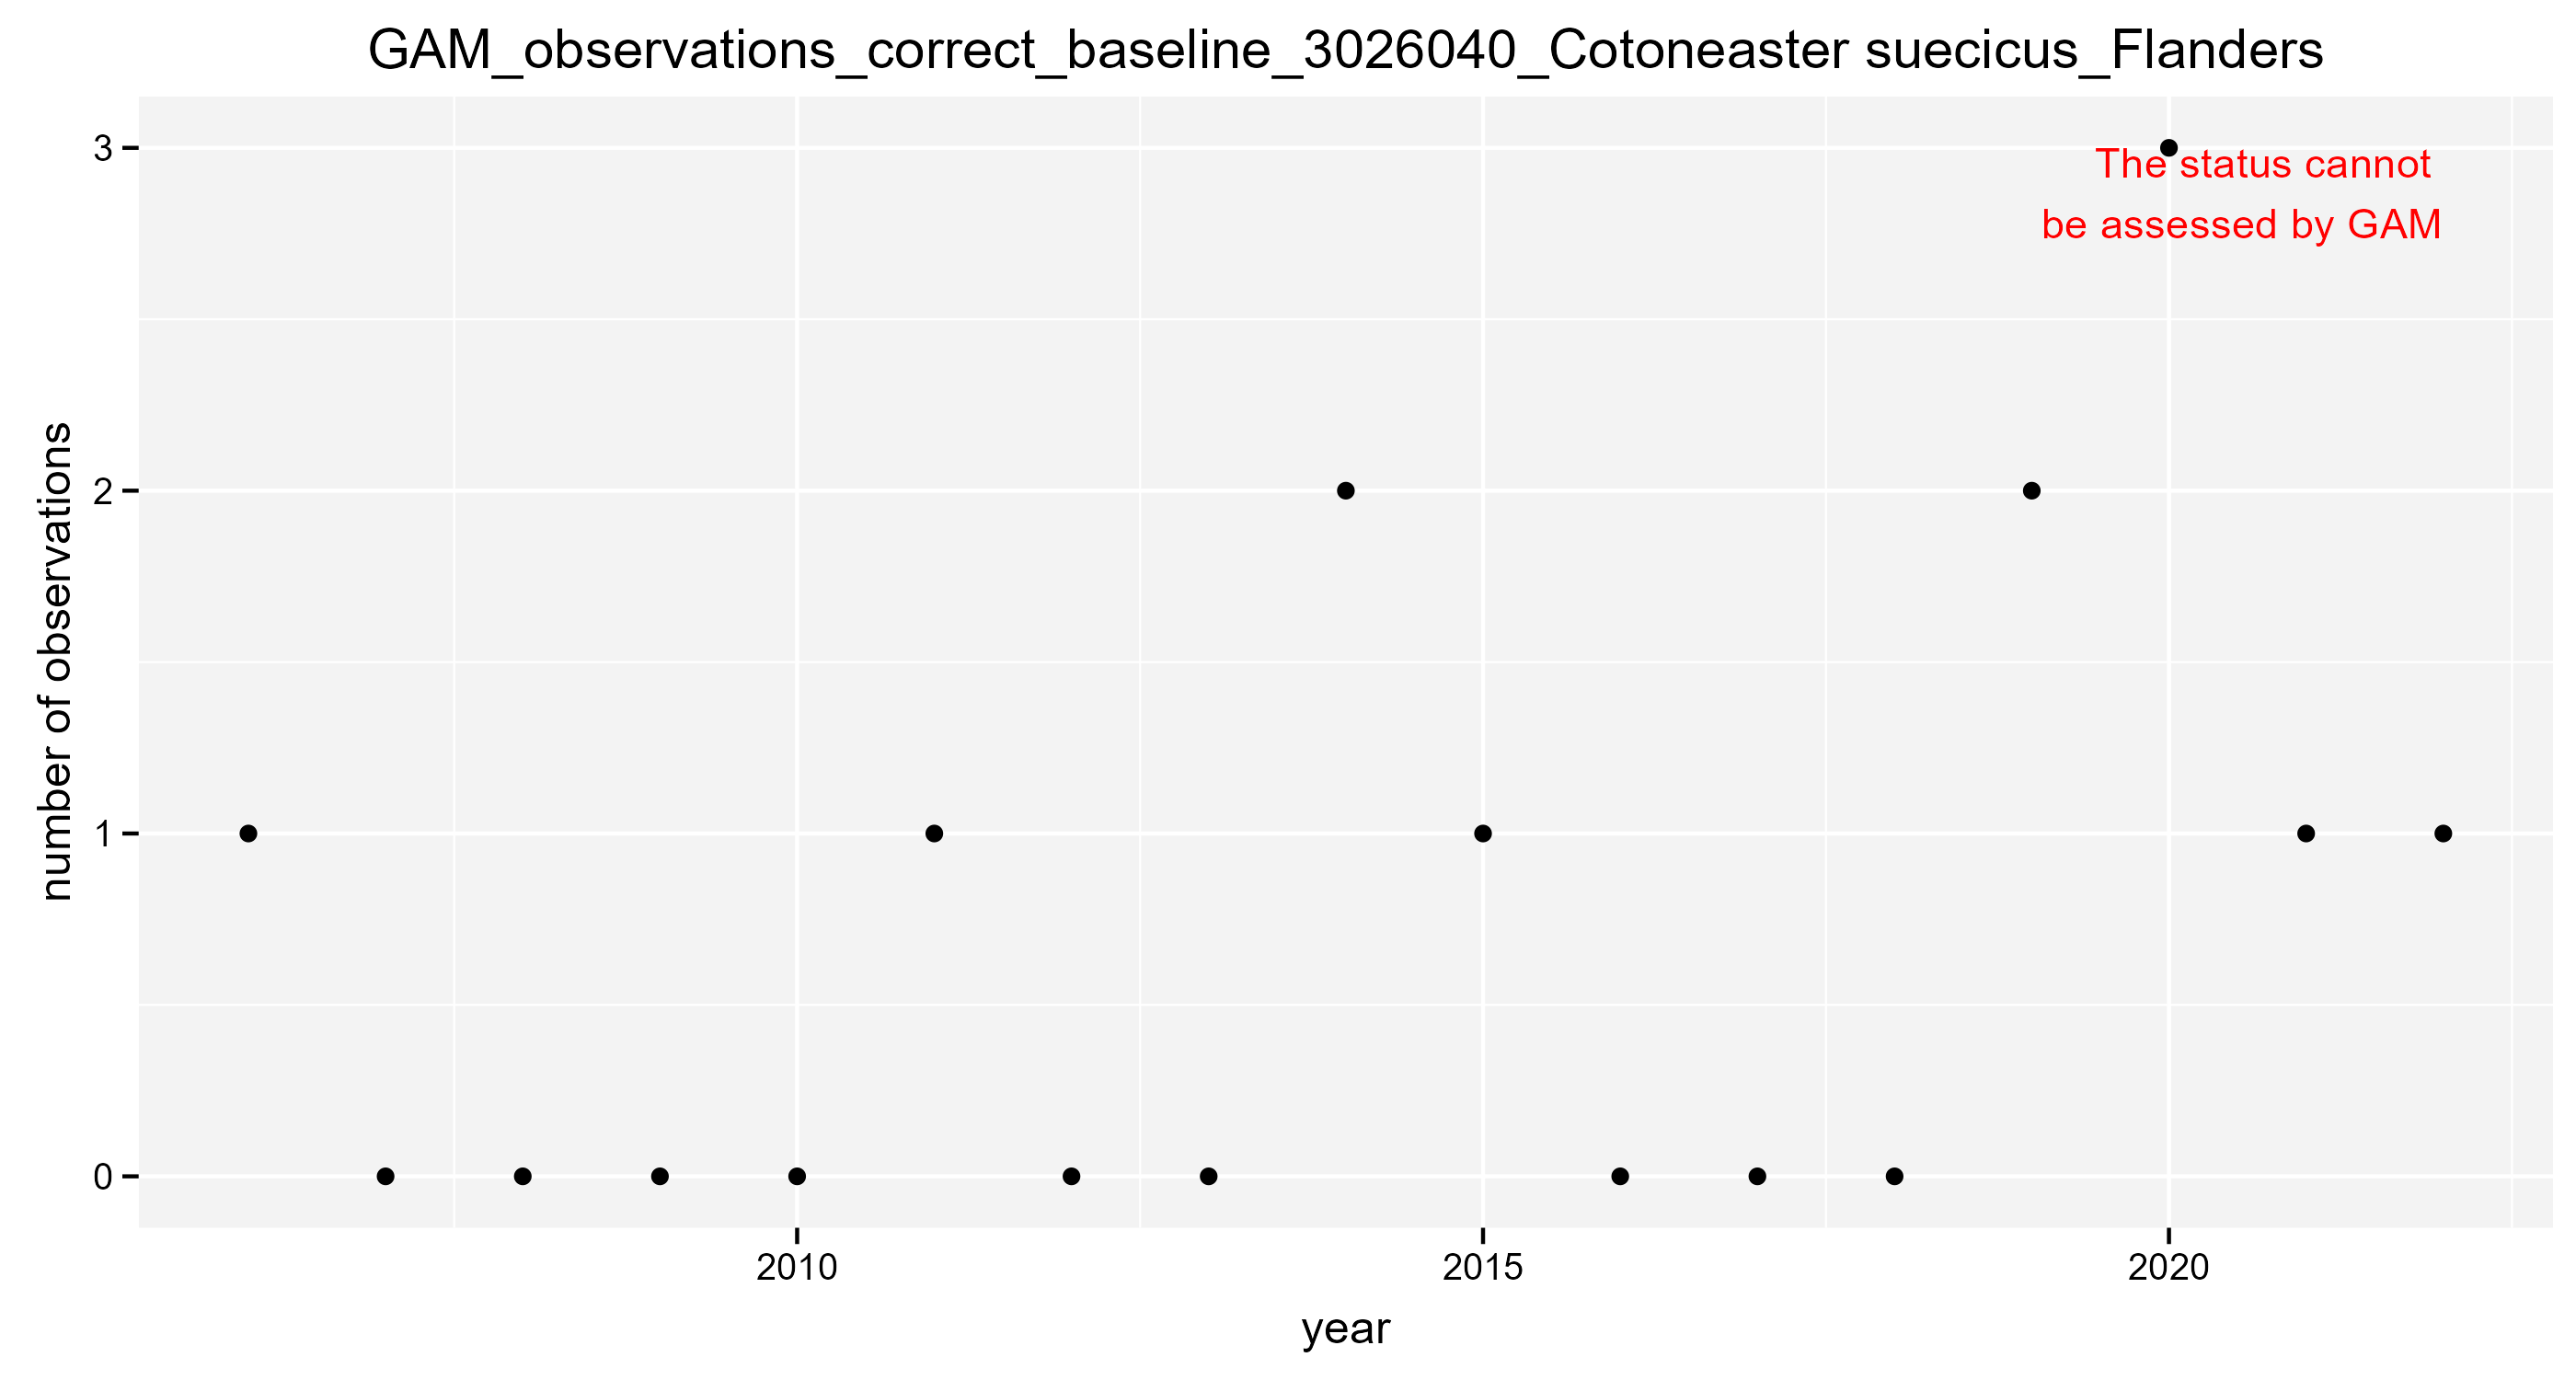 GAM_observations_correct_baseline_3026040_Cotoneaster suecicus_Flanders
3
The status cannot
be assessed by GAM
2
number of observations
1
0
2010 2015 2020
year